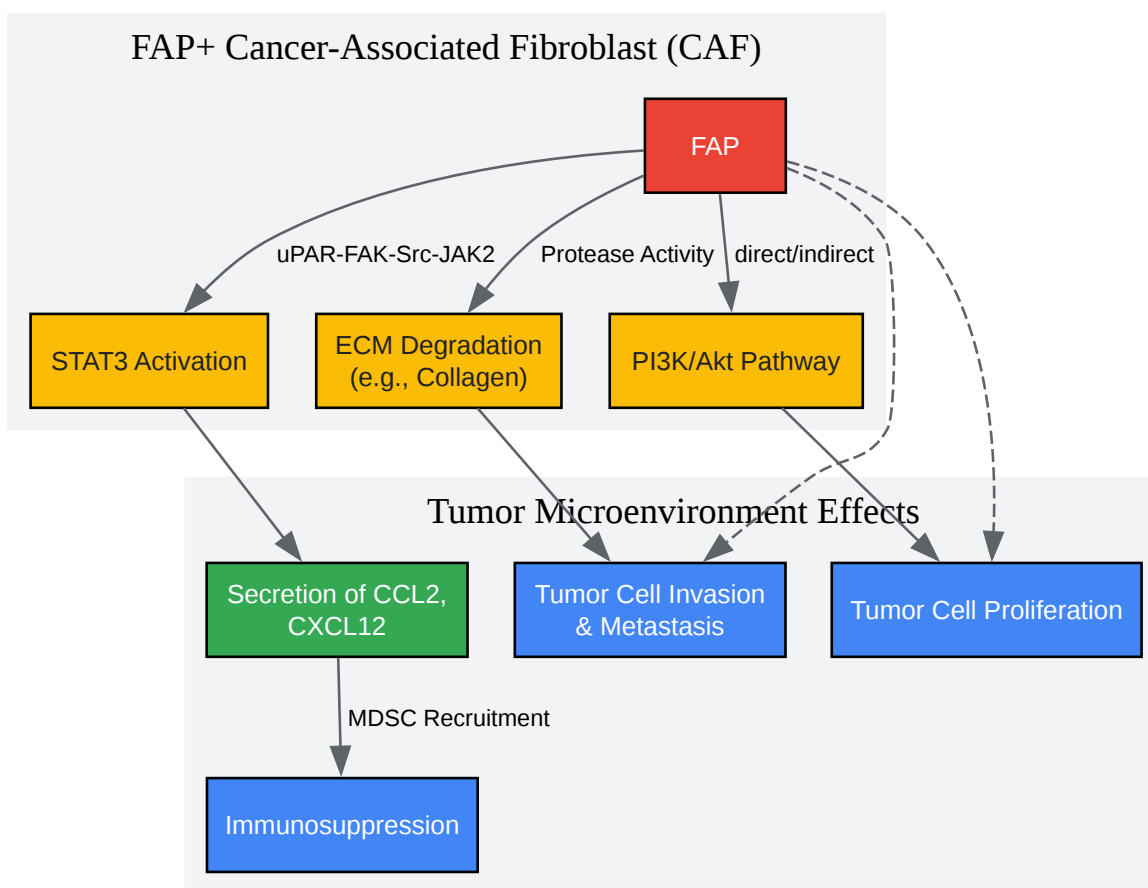 FAP+ Cancer-Associated Fibroblast (CAF)
FAP
uPAR-FAK-Src-JAK2
Protease Activity
direct/indirect
STAT3 Activation
ECM Degradation
(e.g., Collagen)
PI3K/Akt Pathway
Tumor Microenvironment Effects
Secretion of CCL2,
CXCL12
Tumor Cell Invasion
& Metastasis
Tumor Cell Proliferation
MDSC Recruitment
Immunosuppression